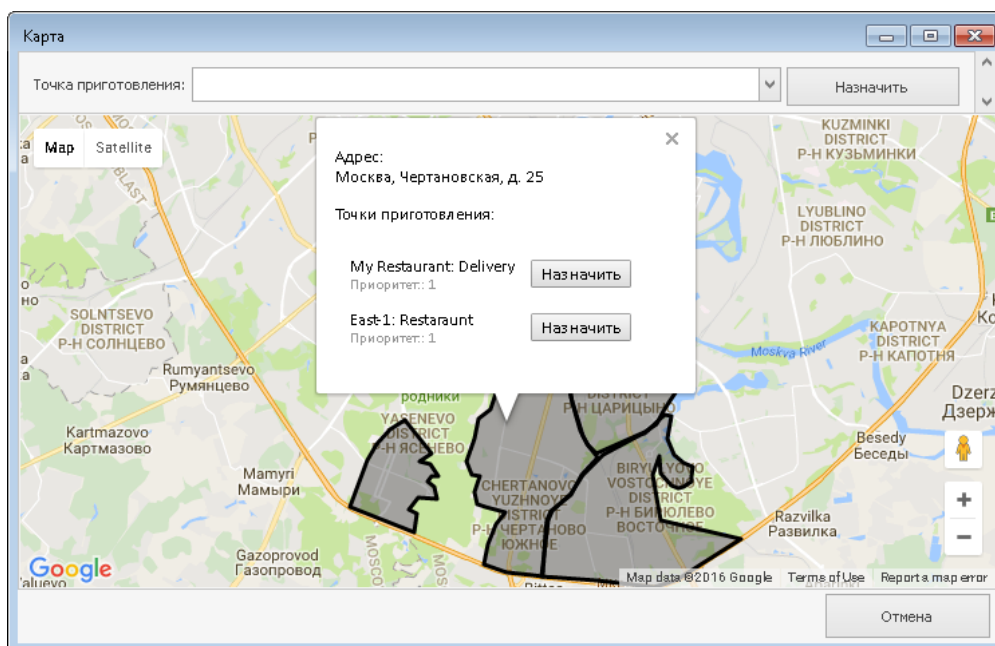 Карта
Точка приготовления:
Назначить
Map
Satellite
Адрес:
Москва, Чертановская, д. 25
Точки приготовления:
My Restaurant: Delivery
Приоритет:: 1
Назначить
East-1: Restaraunt
Приоритет:: 1
Назначить
KUZMINKI
DISTRICT
Р-Н КУЗЬМИНКИ
LYUBLINO
DISTRICT
Р-Н ЛЮБЛИНО
SOLNTSEVO
DISTRICT
Р-Н СОЛНЦЕВО
KAPOTNYA
DISTRICT
Р-Н КАПОТНЯ
Moskva River
Rumyantsevo
Румянцево
родники
DISTRICT
Р-Н ЦАРИЦЫНО
Dzerz
Дзерж
YASENEVO
DISTRICT
Р-Н ЯСЕНЕВО
Kartmazovo
Картмазово
Besedy
Беседы
Mamyri
Мамыри
CHERTANOVO
YUZHNOYE
DISTRICT
Р-Н ЧЕРТАНОВО
ЮЖНОЕ
BIRYULYOVO
VOSTOCHNOYE
DISTRICT
Р-Н БИРЮЛЕВО
ВОСТОЧНОЕ
Razvilka
Развилка
Gazoprovod
Газопровод
Google
Map data ©2016 Google
Terms of Use
Report a map error
Отмена